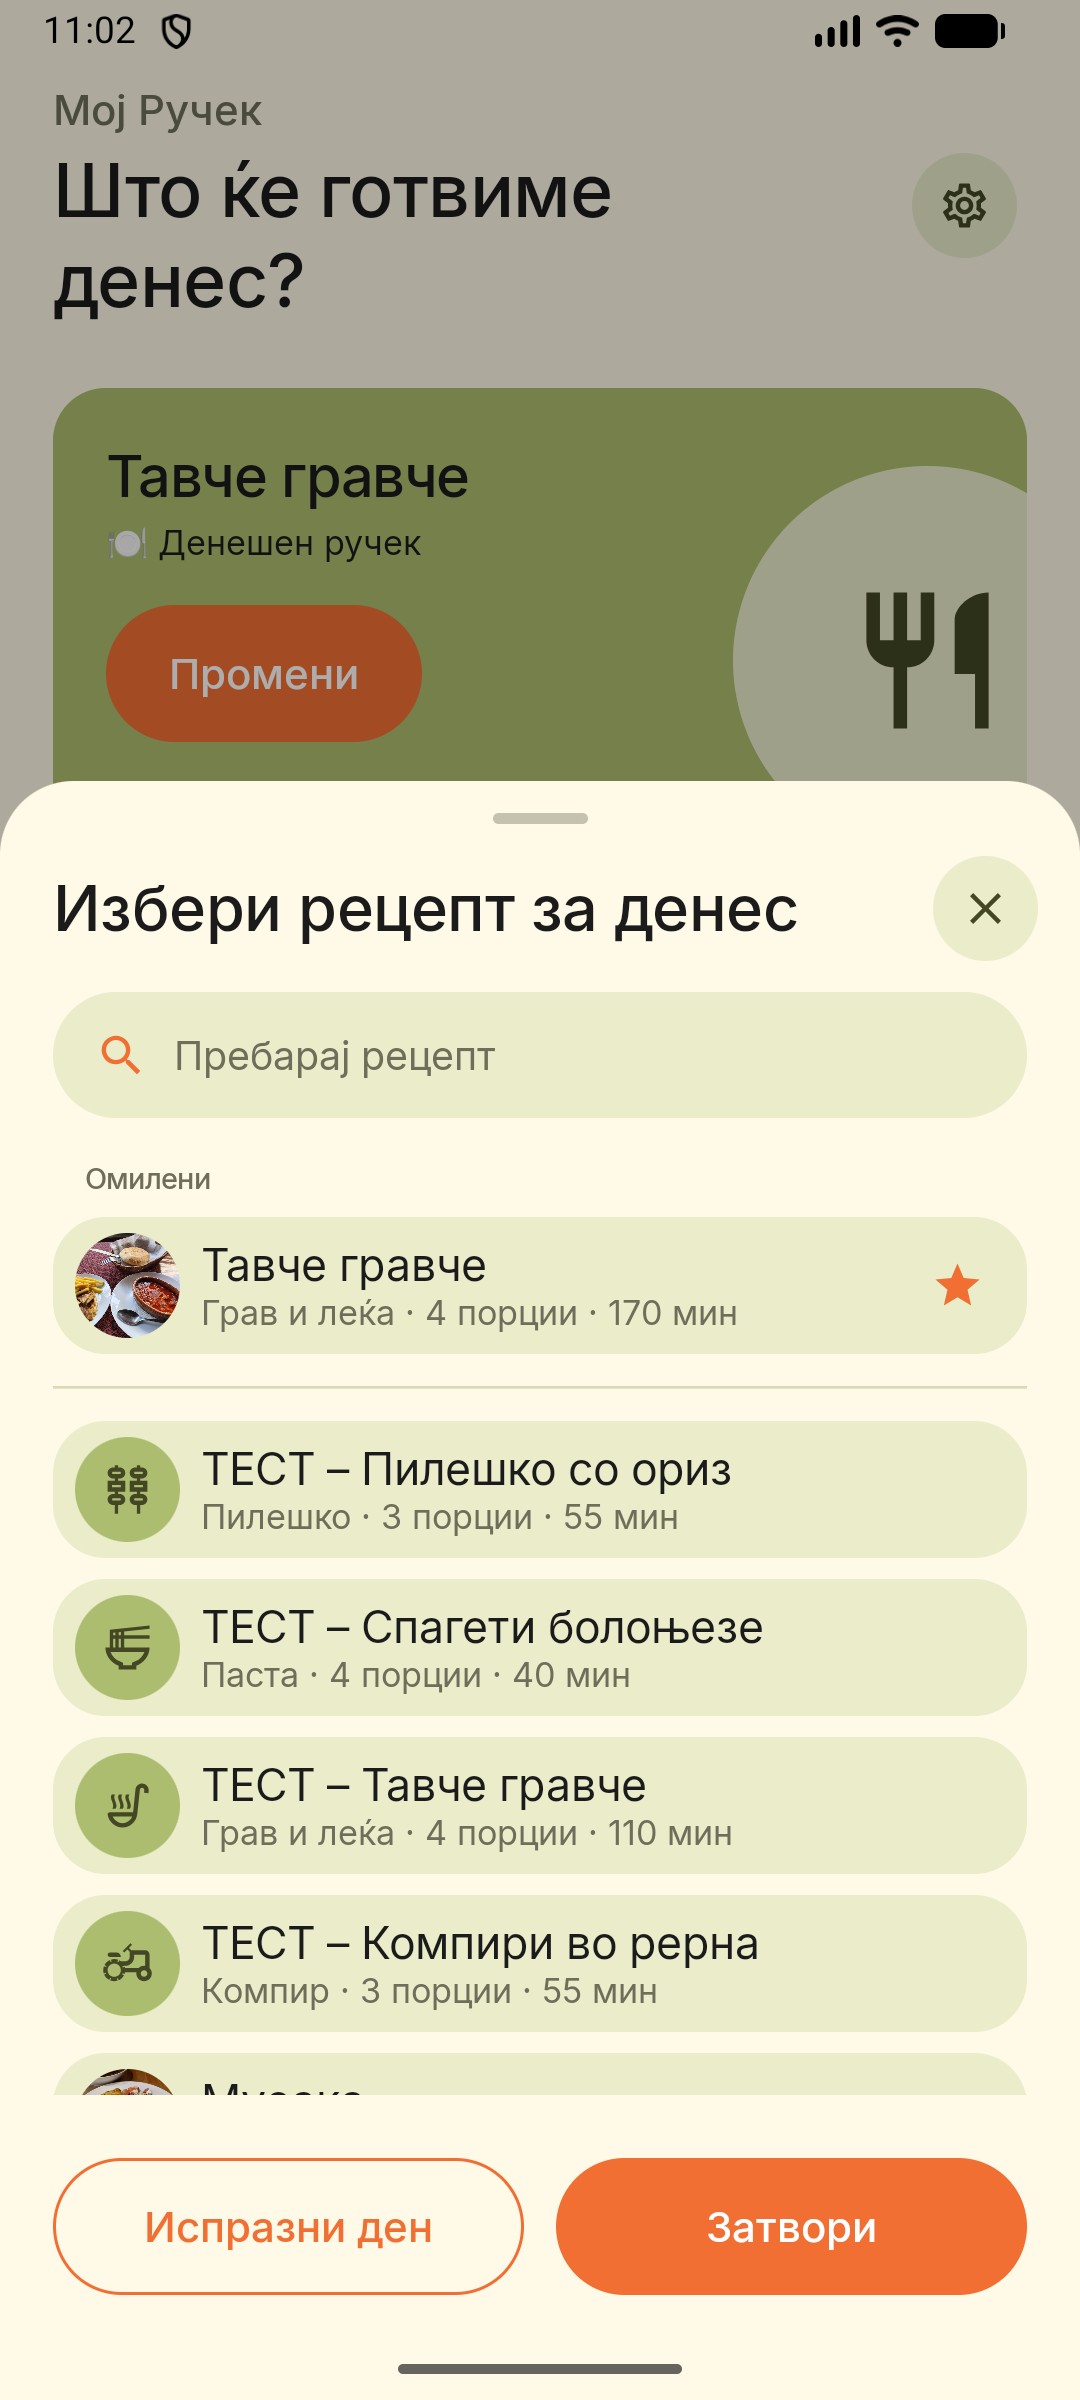 11:02
Мој Ручек
Што ќе готвиме
денес?
Тавче гравче
🍽 Денешен ручек
Промени
Избери рецепт за денес
Пребарај рецепт
Омилени
Тавче гравче
Грав и леќа · 4 порции · 170 мин
ТЕСТ – Пилешко со ориз
Пилешко · 3 порции · 55 мин
ТЕСТ – Спагети болоњезе
Паста · 4 порции · 40 мин
ТЕСТ – Тавче гравче
Грав и леќа · 4 порции · 110 мин
ТЕСТ – Компири во рерна
Компир · 3 порции · 55 мин
Испразни ден
Затвори